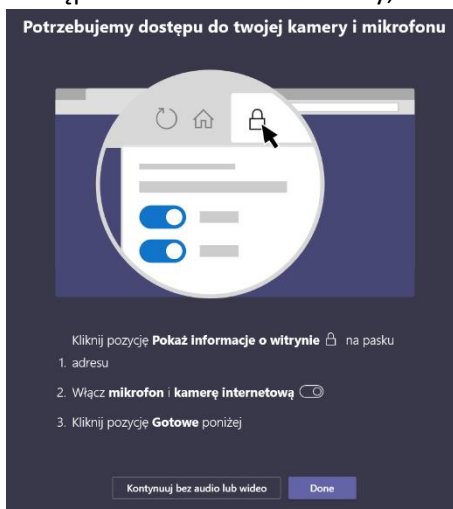 Potrzebujemy dostępu do twojej kamery i mikrofonu
Kliknij pozycję Pokaż informacje o witrynie na pasku
1. adresu
2. Włącz mikrofon i kamerę internetową
3. Kliknij pozycję Gotowe poniżej
Kontynuuj bez audio lub wideo
Done